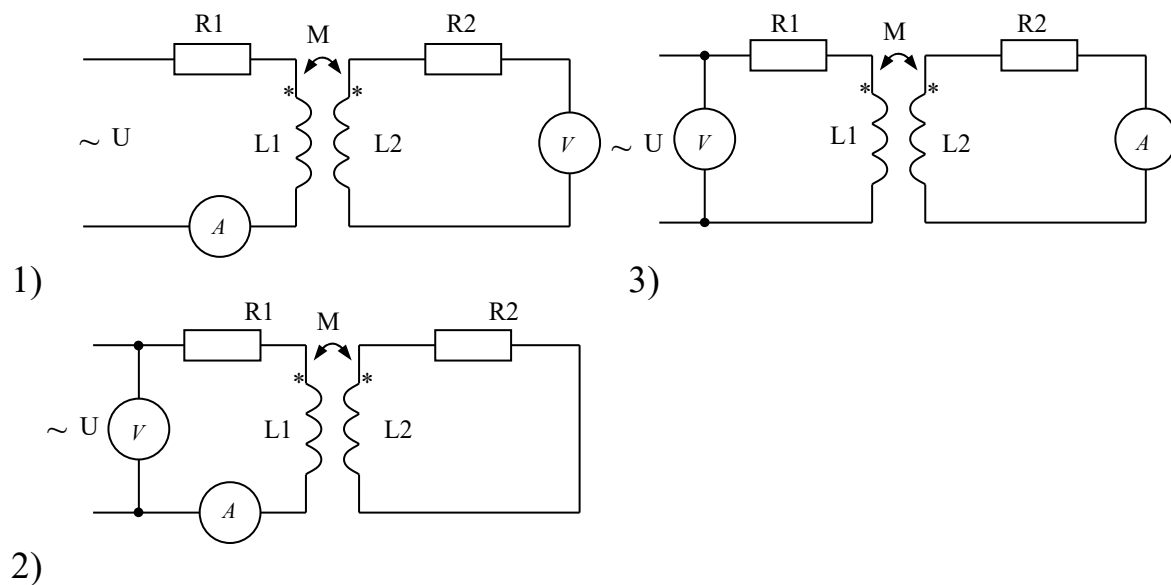 R1 M R2
* *
~ U L1 L2 V
A
1)
R1 M R2
* *
~ U V L1 L2 A
3)
R1 M R2
* *
~ U V L1 L2
A
2)